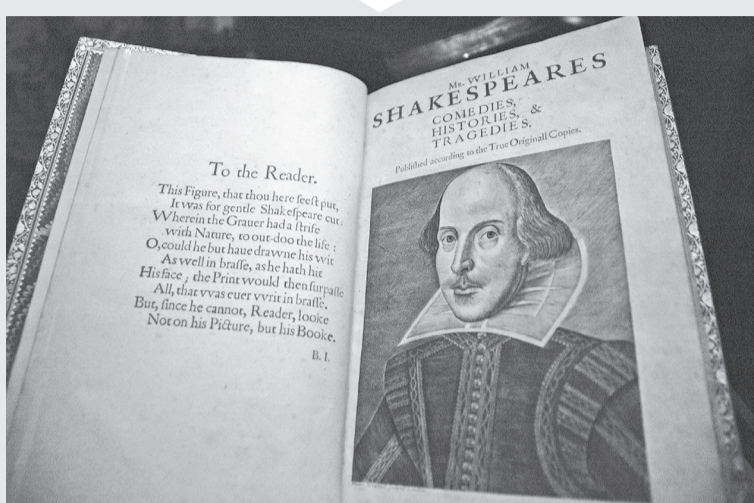 To the Reader.
This Figure, that thou here ſeeſt put,
It was for gentle Shakeſpeare cut:
Wherein the Grauer had a ſtrife
with Nature, to out-doo the life :
O, could he but haue drawne his wit
As well in braſſe, as he hath hit
His face ; the Print would then ſurpaſſe
All, that vvas euer vvrit in braſſe.
But, ſince he cannot, Reader, looke
Not on his Picture, but his Booke.
B. I.
Mr. WILLIAM
SHAKESPEARES
COMEDIES,
HISTORIES, &
TRAGEDIES.
Publiſhed according to the True Originall Copies.